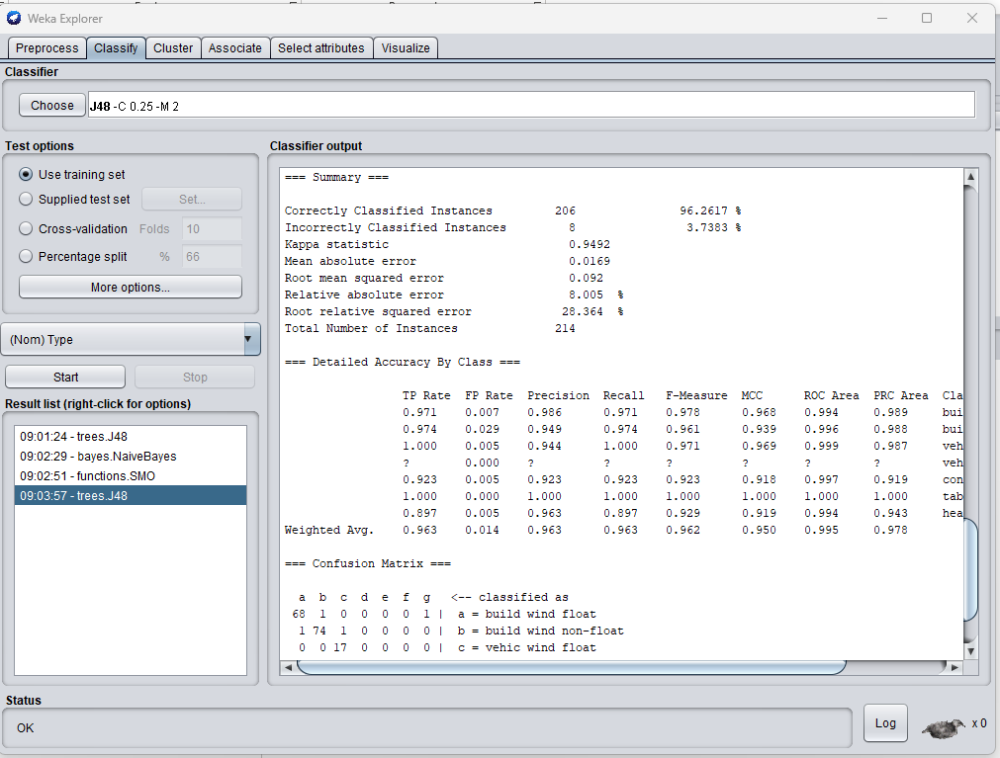 Weka Explorer
Preprocess Classify Cluster Associate Select attributes Visualize
Classifier
Choose J48 -C 0.25 -M 2
Test options
Use training set
Supplied test set Set...
Cross-validation Folds 10
Percentage split % 66
More options...
(Nom) Type
Start Stop
Result list (right-click for options)
09:01:24 - trees.J48
09:02:29 - bayes.NaiveBayes
09:02:51 - functions.SMO
09:03:57 - trees.J48
Classifier output
=== Summary ===
Correctly Classified Instances 206 96.2617 %
Incorrectly Classified Instances 8 3.7383 %
Kappa statistic 0.9492
Mean absolute error 0.0169
Root mean squared error 0.092
Relative absolute error 8.005 %
Root relative squared error 28.364 %
Total Number of Instances 214
=== Detailed Accuracy By Class ===
TP Rate FP Rate Precision Recall F-Measure MCC ROC Area PRC Area Cla
0.971 0.007 0.986 0.971 0.978 0.968 0.994 0.989 bui
0.974 0.029 0.949 0.974 0.961 0.939 0.996 0.988 bui
1.000 0.005 0.944 1.000 0.971 0.969 0.999 0.987 veh
? 0.000 ? ? ? ? ? ? veh
0.923 0.005 0.923 0.923 0.923 0.918 0.997 0.919 con
1.000 0.000 1.000 1.000 1.000 1.000 1.000 1.000 tab
0.897 0.005 0.963 0.897 0.929 0.919 0.994 0.943 hea
Weighted Avg. 0.963 0.014 0.963 0.963 0.962 0.950 0.995 0.978
=== Confusion Matrix ===
a b c d e f g <-- classified as
68 1 0 0 0 0 1 | a = build wind float
1 74 1 0 0 0 0 | b = build wind non-float
0 0 17 0 0 0 0 | c = vehic wind float
Status
OK
Log
x 0